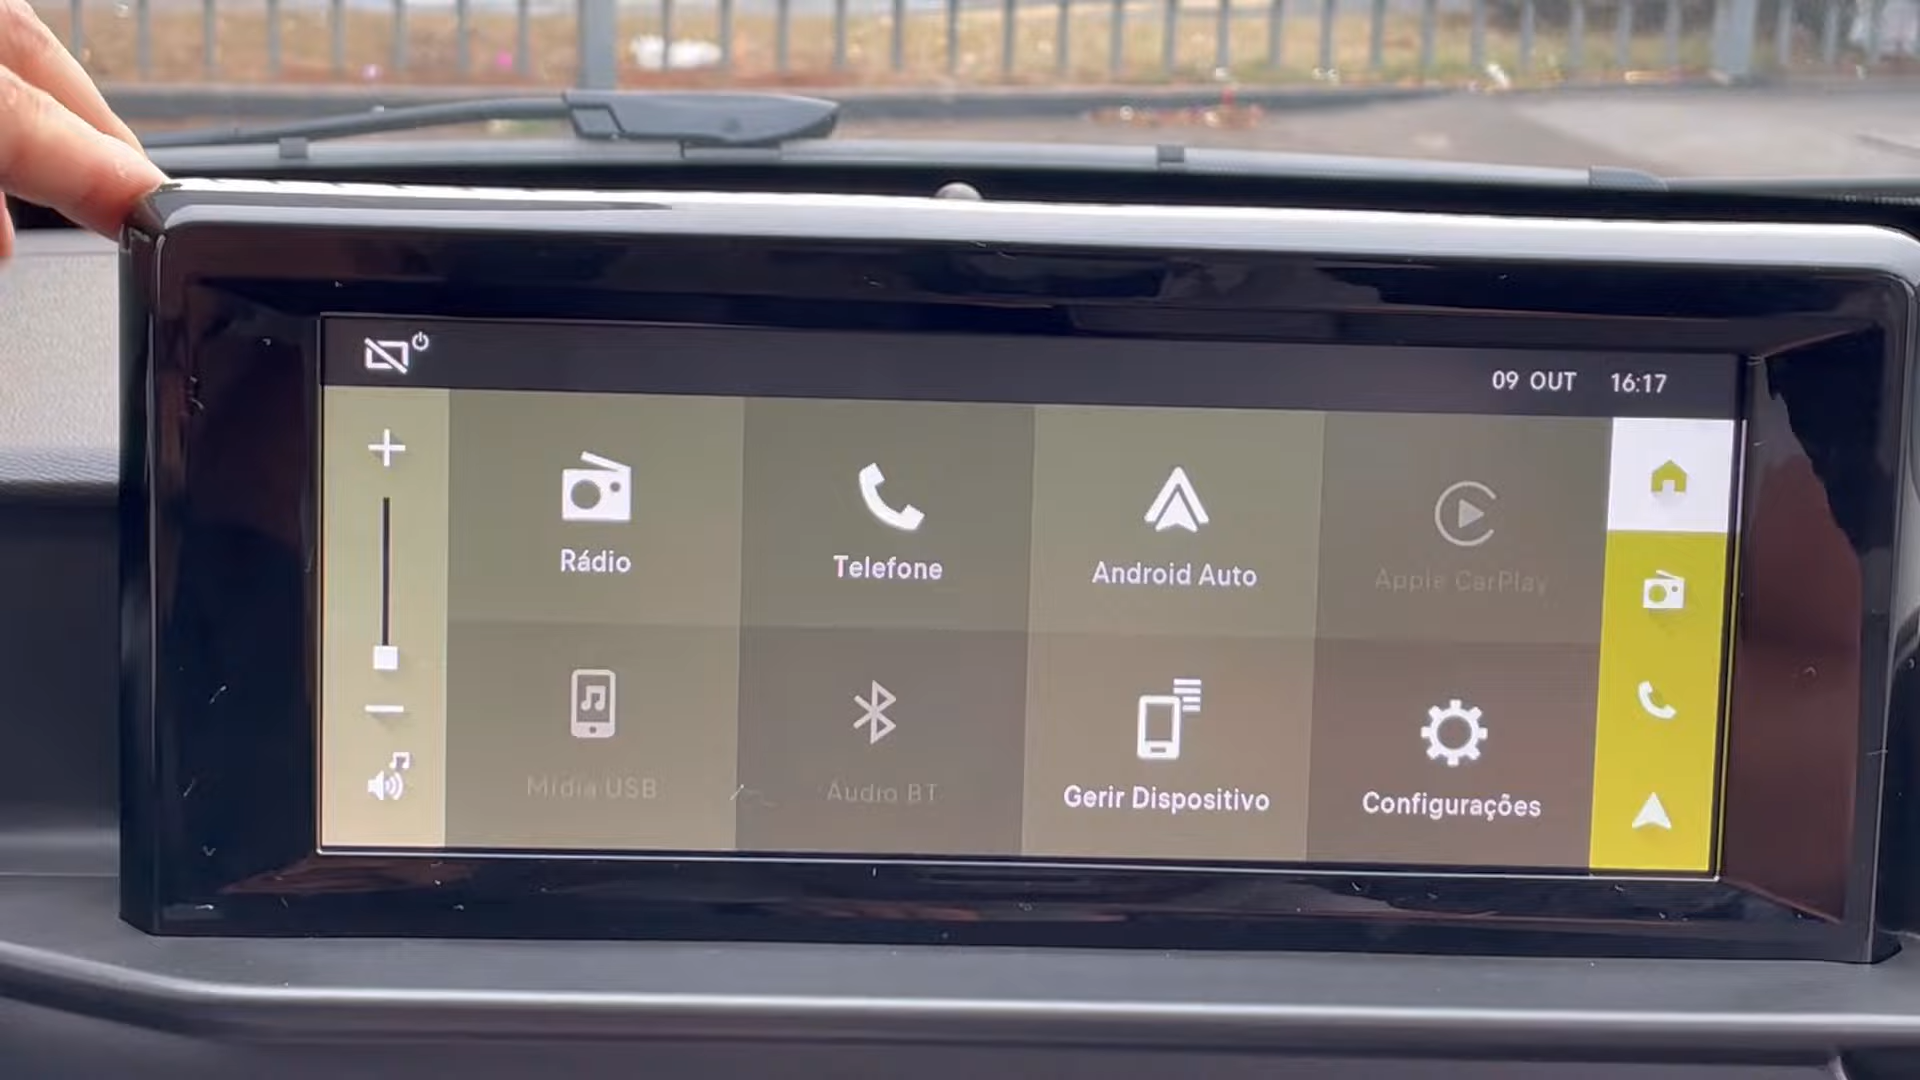 09 OUT 16:17
Rádio
Telefone
Android Auto
Apple CarPlay
Mídia USB
Áudio BT
Gerir Dispositivo
Configurações